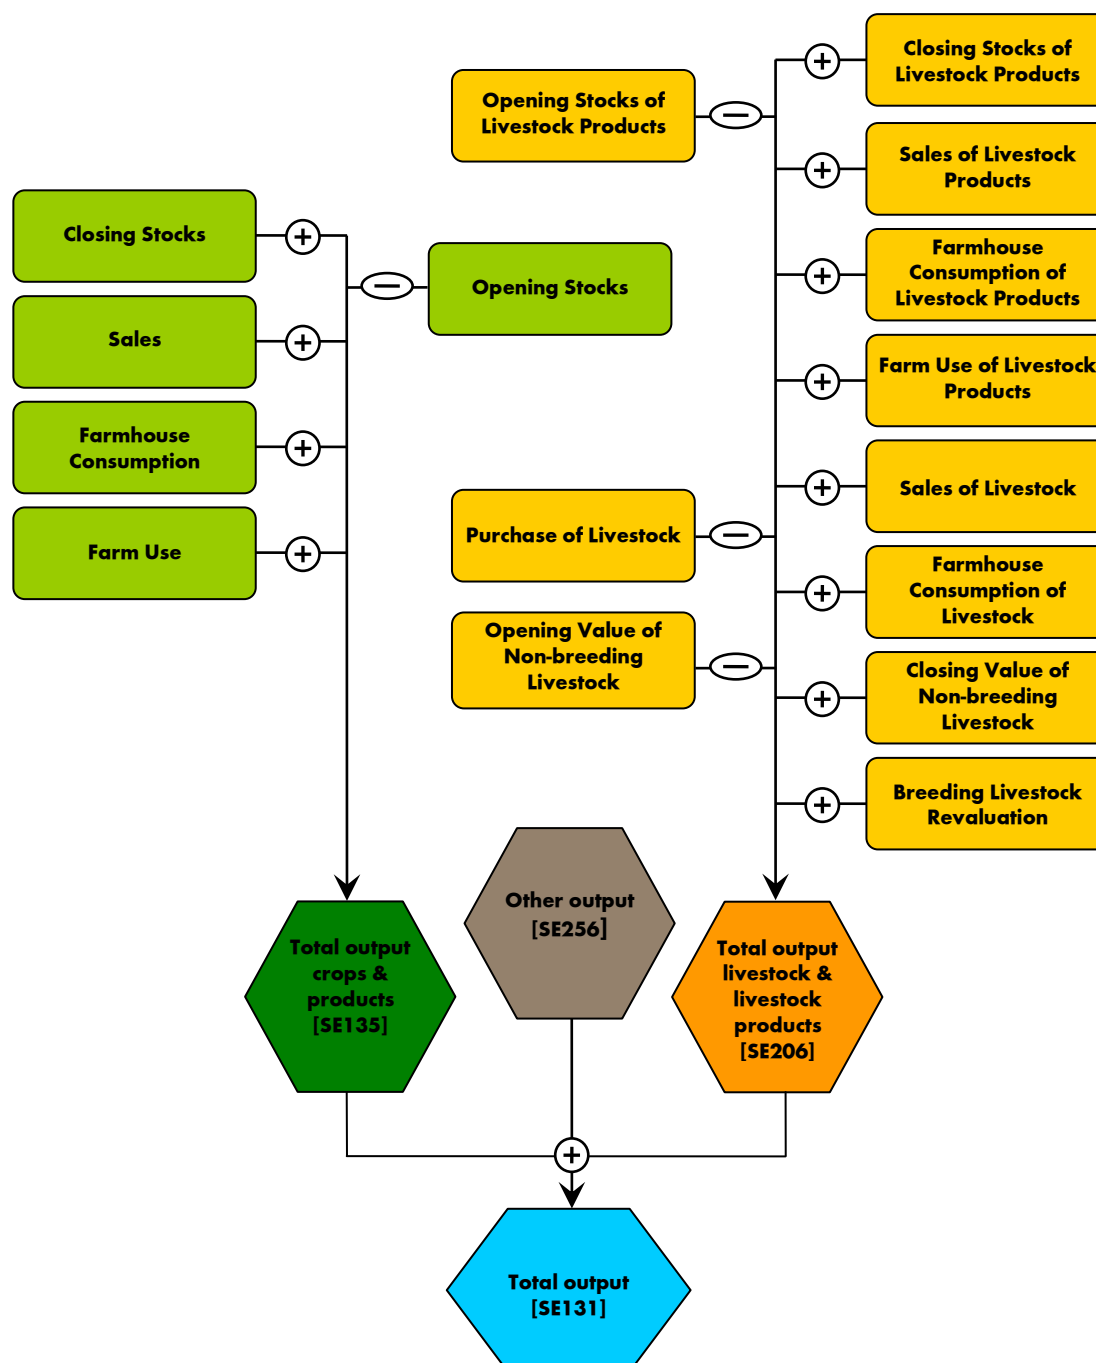 Closing Stocks of
Livestock Products
Opening Stocks of
Livestock Products
Sales of Livestock
Products
Closing Stocks
Farmhouse
Consumption of
Livestock Products
Opening Stocks
Sales
Farm Use of Livestock
Products
Farmhouse
Consumption
Sales of Livestock
Purchase of Livestock
Farm Use
Farmhouse
Consumption of
Livestock
Opening Value of
Non-breeding
Livestock
Closing Value of
Non-breeding
Livestock
Breeding Livestock
Revaluation
Other output
[SE256]
Total output
crops &
products
[SE135]
Total output
livestock &
livestock
products
[SE206]
Total output
[SE131]